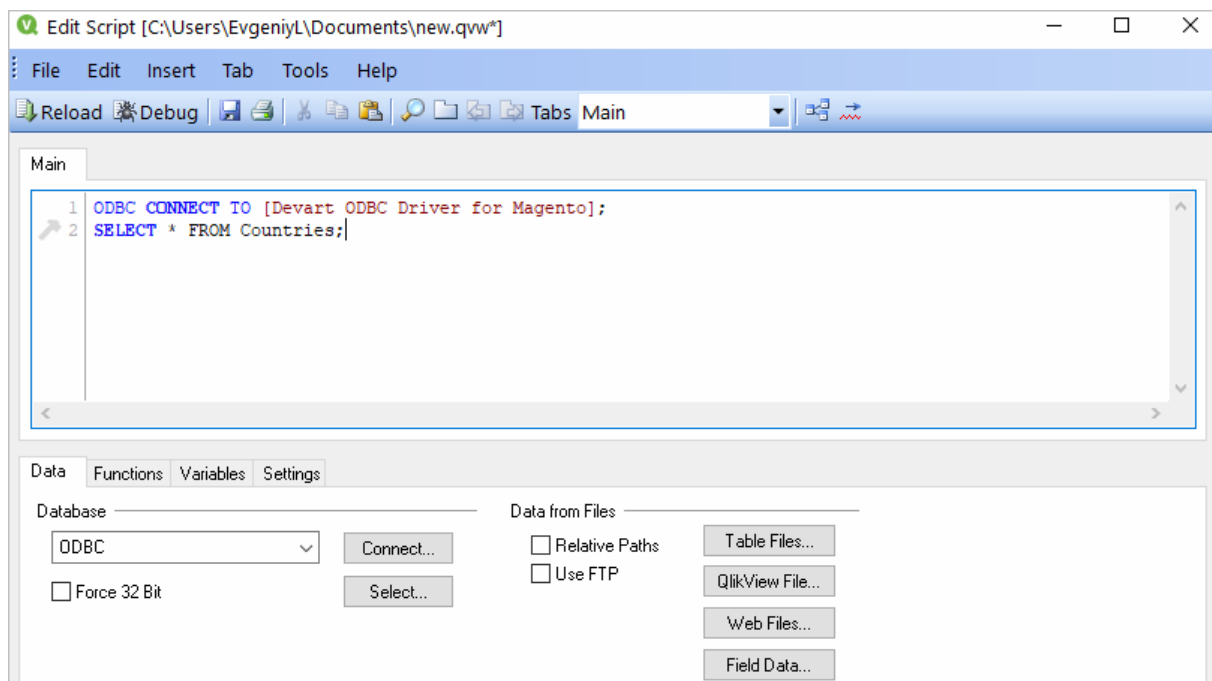 Edit Script [C:\Users\EvgeniyL\Documents\new.qvw*]
File Edit Insert Tab Tools Help
Reload Debug Tabs Main
Main
1 ODBC CONNECT TO [Devart ODBC Driver for Magento];
2 SELECT * FROM Countries;
Data Functions Variables Settings
Database Data from Files
ODBC Connect... Relative Paths Table Files...
Force 32 Bit Select... Use FTP QlikView File...
Web Files...
Field Data...